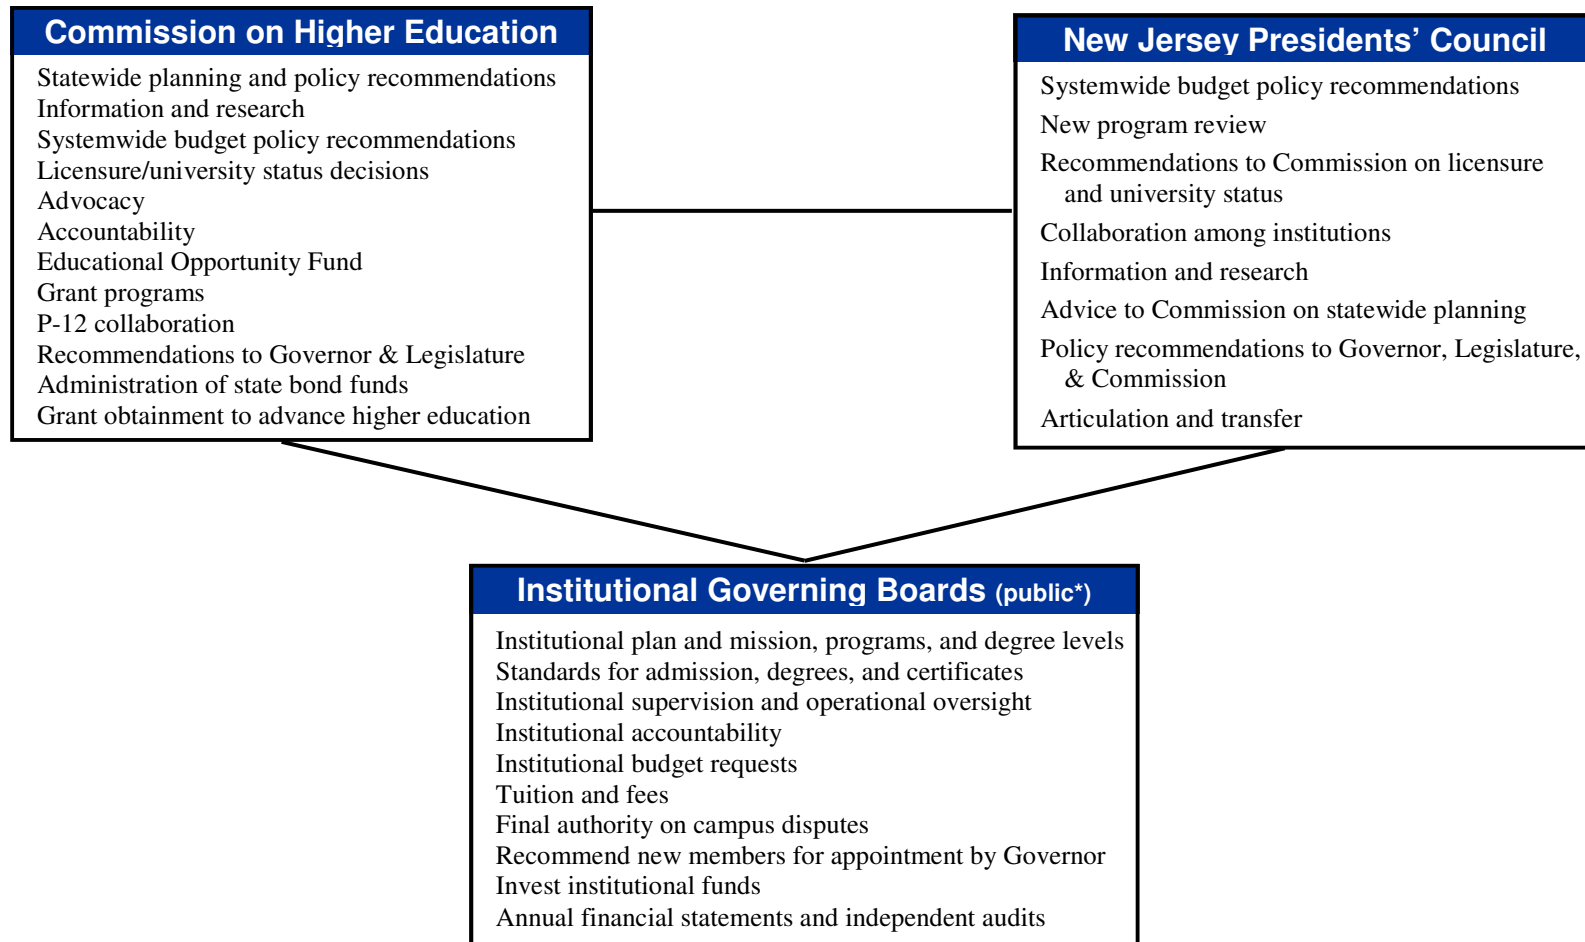 Commission on Higher Education
Statewide planning and policy recommendations
Information and research
Systemwide budget policy recommendations
Licensure/university status decisions
Advocacy
Accountability
Educational Opportunity Fund
Grant programs
P-12 collaboration
Recommendations to Governor & Legislature
Administration of state bond funds
Grant obtainment to advance higher education
New Jersey Presidents’ Council
Systemwide budget policy recommendations
New program review
Recommendations to Commission on licensure
and university status
Collaboration among institutions
Information and research
Advice to Commission on statewide planning
Policy recommendations to Governor, Legislature,
& Commission
Articulation and transfer
Institutional Governing Boards (public*)
Institutional plan and mission, programs, and degree levels
Standards for admission, degrees, and certificates
Institutional supervision and operational oversight
Institutional accountability
Institutional budget requests
Tuition and fees
Final authority on campus disputes
Recommend new members for appointment by Governor
Invest institutional funds
Annual financial statements and independent audits